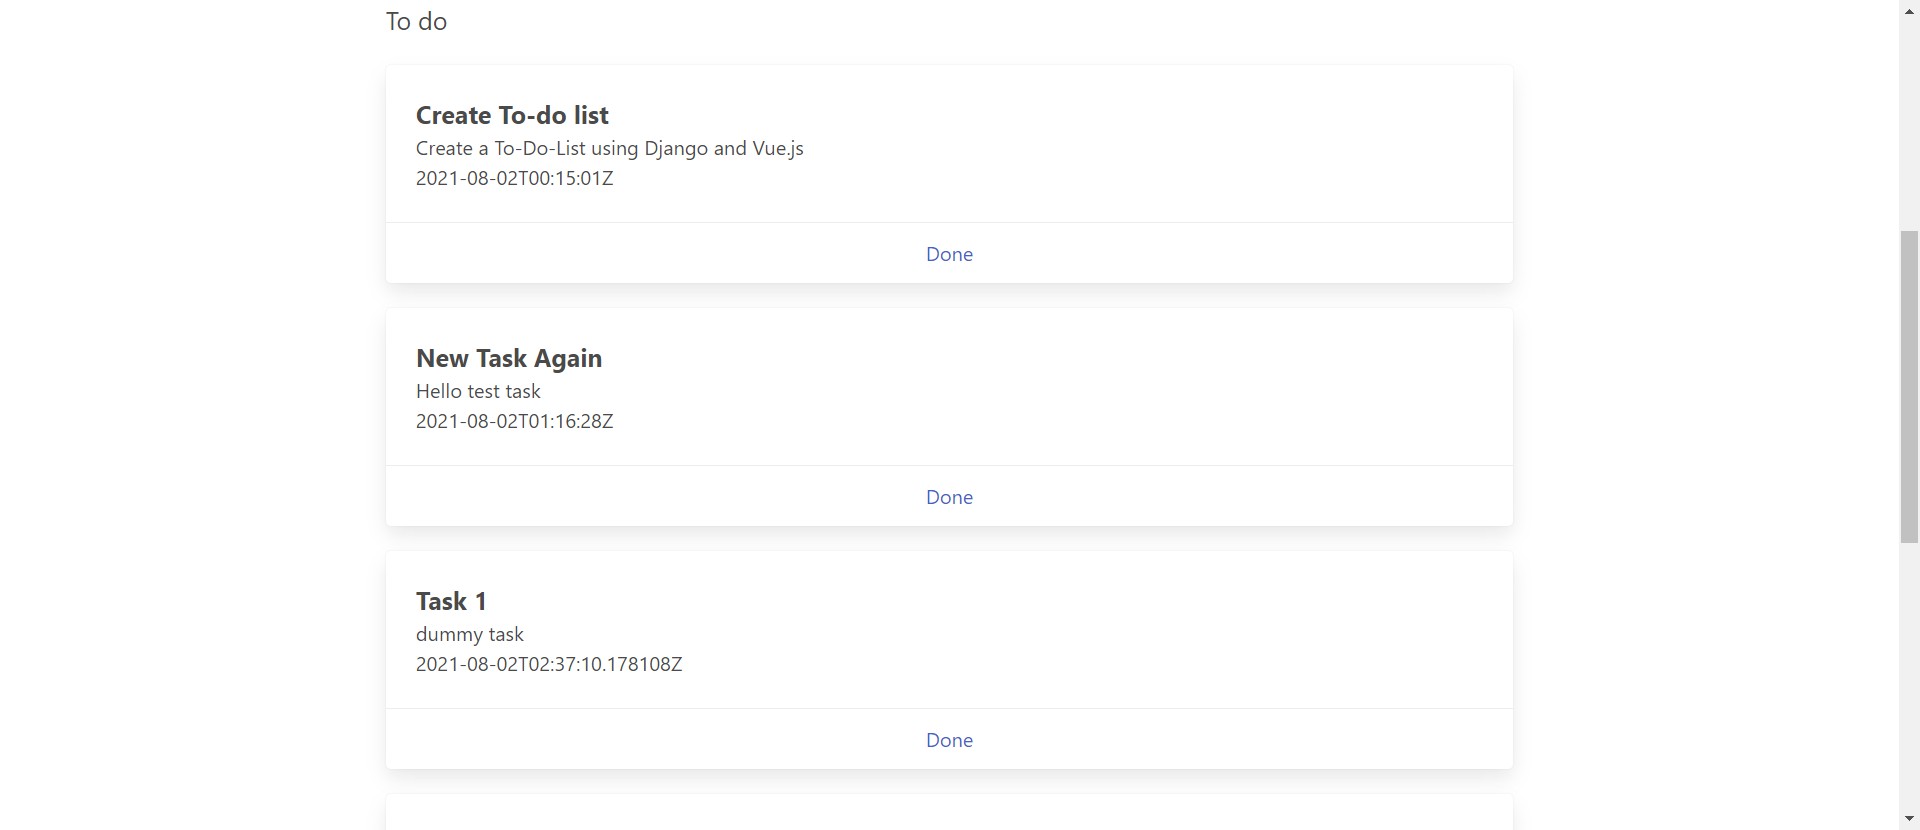 To do
Create To-do list
Create a To-Do-List using Django and Vue.js
2021-08-02T00:15:01Z
Done
New Task Again
Hello test task
2021-08-02T01:16:28Z
Done
Task 1
dummy task
2021-08-02T02:37:10.178108Z
Done